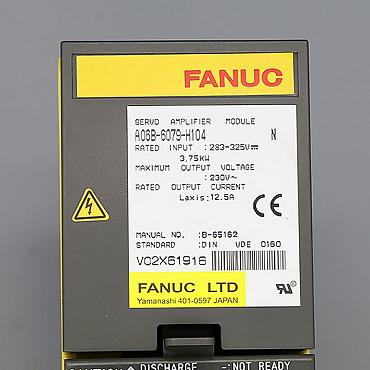 FANUC
SERVO AMPLIFIER MODULE
A06B-6079-H104 N
RATED INPUT :283-325V⎓
3.75KW
MAXIMUM OUTPUT VOLTAGE
:230V~
RATED OUTPUT CURRENT
Laxis:12.5A
CE
MANUAL NO. :B-65162
STANDARD :DIN VDE 0160
V02X61916
FANUC LTD
Yamanashi 401-0597 JAPAN
DISCHARGE -:NOT READY